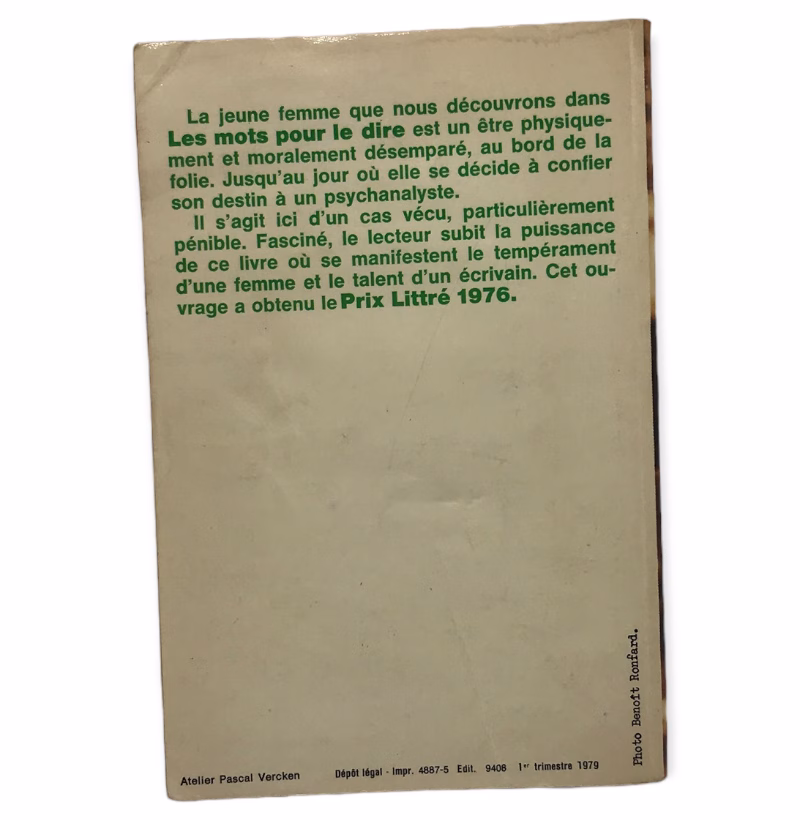 La jeune femme que nous découvrons dans
Les mots pour le dire est un être physique-
ment et moralement désemparé, au bord de la
folie. Jusqu'au jour où elle se décide à confier
son destin à un psychanalyste.
Il s'agit ici d'un cas vécu, particulièrement
pénible. Fasciné, le lecteur subit la puissance
de ce livre où se manifestent le tempérament
d'une femme et le talent d'un écrivain. Cet ou-
vrage a obtenu le Prix Littré 1976.
Photo Benoît Ronfard.
Atelier Pascal Vercken
Dépôt légal - Impr. 4887-5 Edit. 9408 1er trimestre 1979